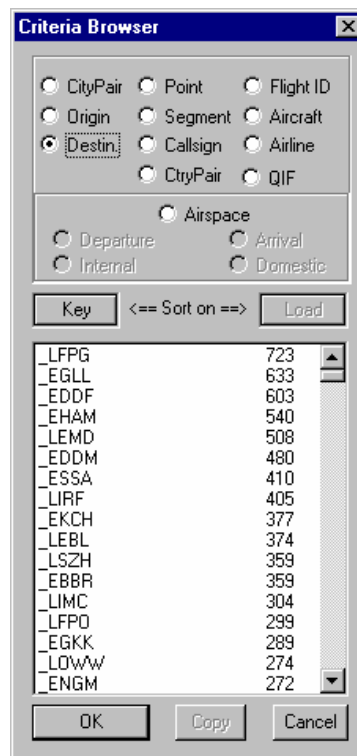 Criteria Browser
CityPair Point Flight ID
Origin Segment Aircraft
Destin. Callsign Airline
CtryPair QIF
Airspace
Departure Arrival
Internal Domestic
Key <== Sort on ==> Load
_LFPG 723
_EGLL 633
_EDDF 603
_EHAM 540
_LEMD 508
_EDDM 480
_ESSA 410
_LIRF 405
_EKCH 377
_LEBL 374
_LSZH 359
_EBBR 359
_LIMC 304
_LFPO 299
_EGKK 289
_LOWW 274
_ENGM 272
OK Copy Cancel